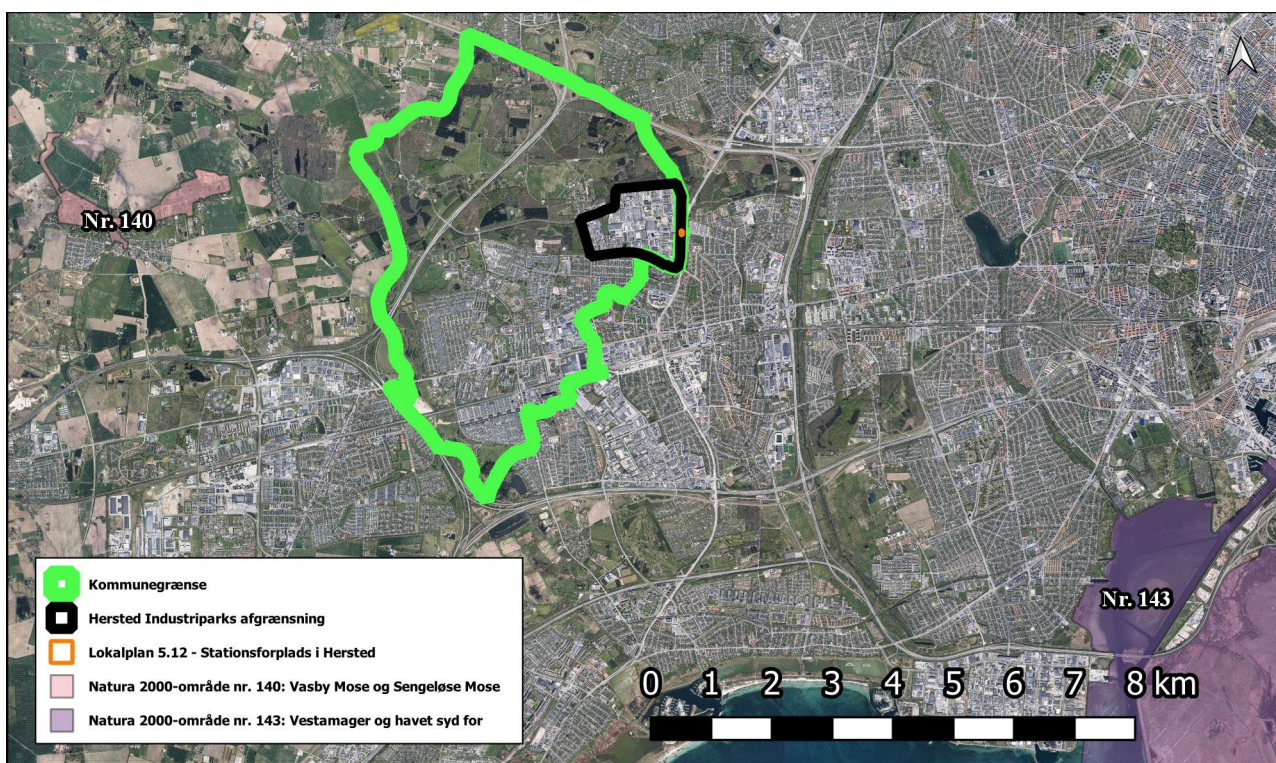 Nr. 140
Nr. 143
Kommunegrænse
Hersted Industriparks afgrænsning
Lokalplan 5.12 - Stationsforplads i Hersted
Natura 2000-område nr. 140: Vasby Mose og Sengeløse Mose
Natura 2000-område nr. 143: Vestamager og havet syd for
0 1 2 3 4 5 6 7 8 km